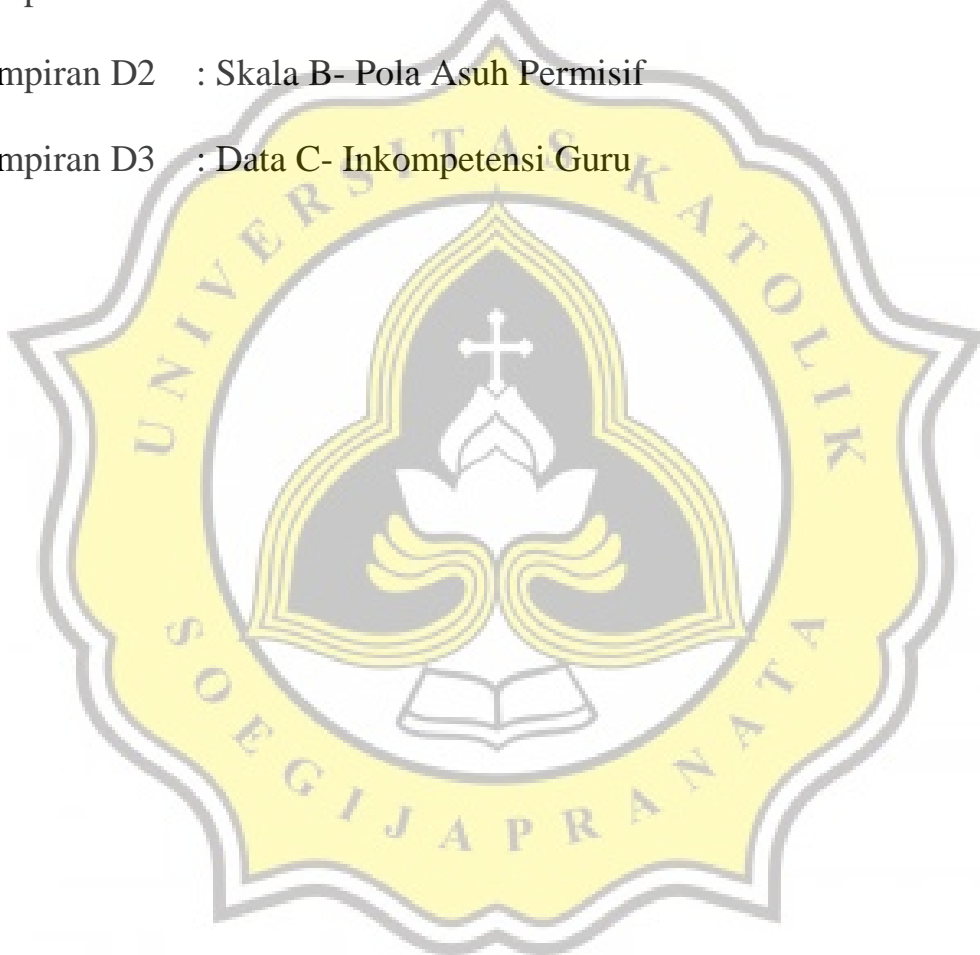 mpiran D2 : Skala B- Pola Asuh Permisif
mpiran D3 : Data C- Inkompetensi Guru
UNIVERSITAS KATOLIK
SOEGIJAPRANATA